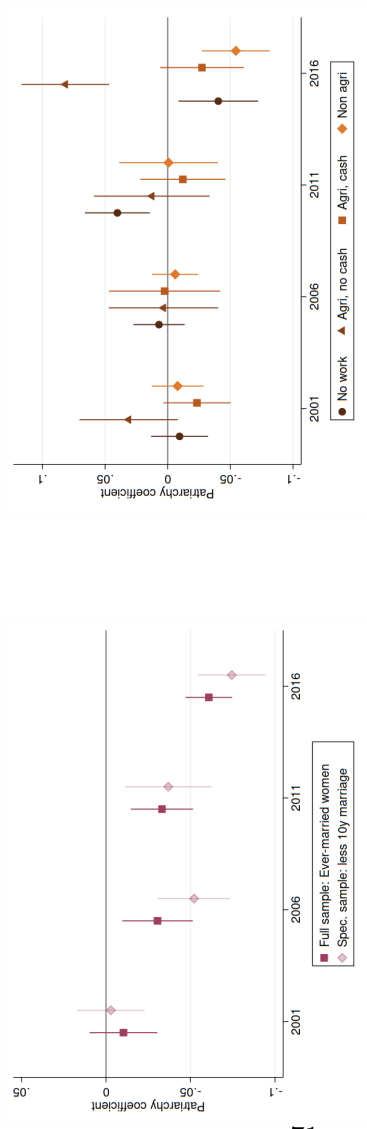 Patriarchy coefficient
.05
0
-.05
-.1
2001
2006
2011
2016
Full sample: Ever-married women
Spec. sample: less 10y marriage
Patriarchy coefficient
.1
.05
0
-.05
-.1
2001
2006
2011
2016
No work
Agri, no cash
Agri, cash
Non agri